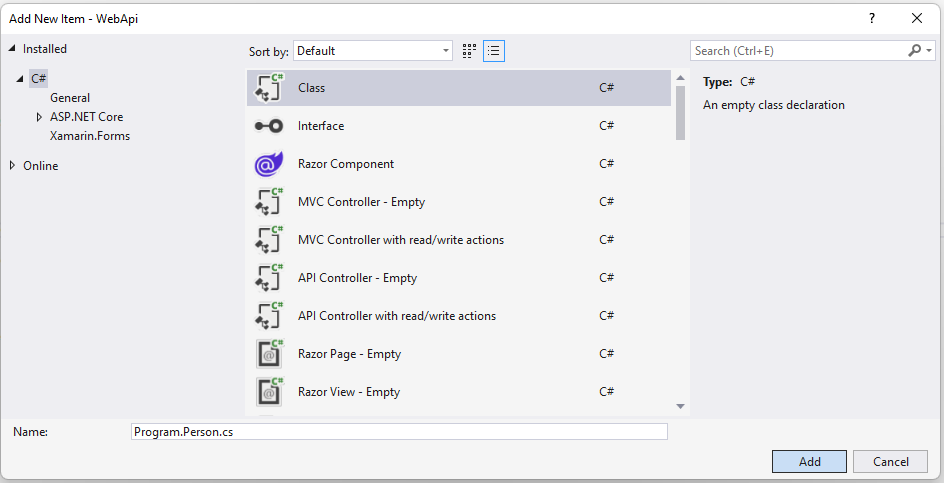 Add New Item - WebApi
?
Installed
C#
General
ASP.NET Core
Xamarin.Forms
Online
Sort by: Default
Class C#
Interface C#
Razor Component C#
MVC Controller - Empty C#
MVC Controller with read/write actions C#
API Controller - Empty C#
API Controller with read/write actions C#
Razor Page - Empty C#
Razor View - Empty C#
Search (Ctrl+E)
Type: C#
An empty class declaration
Name: Program.Person.cs
Add Cancel